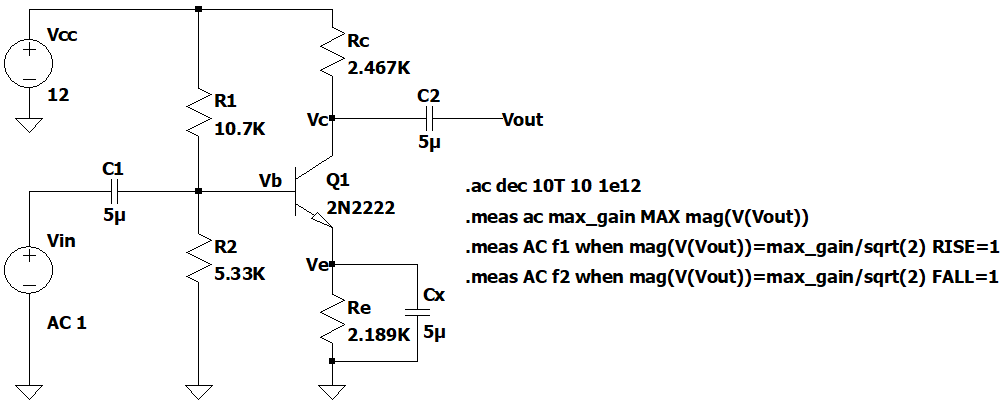 Vcc
12
Rc
2.467K
R1
10.7K
C2
5µ
Vc
Vout
C1
5µ
Vb
Q1
2N2222
Vin
AC 1
R2
5.33K
Ve
Re
2.189K
Cx
5µ
.ac dec 10T 10 1e12
.meas ac max_gain MAX mag(V(Vout))
.meas AC f1 when mag(V(Vout))=max_gain/sqrt(2) RISE=1
.meas AC f2 when mag(V(Vout))=max_gain/sqrt(2) FALL=1